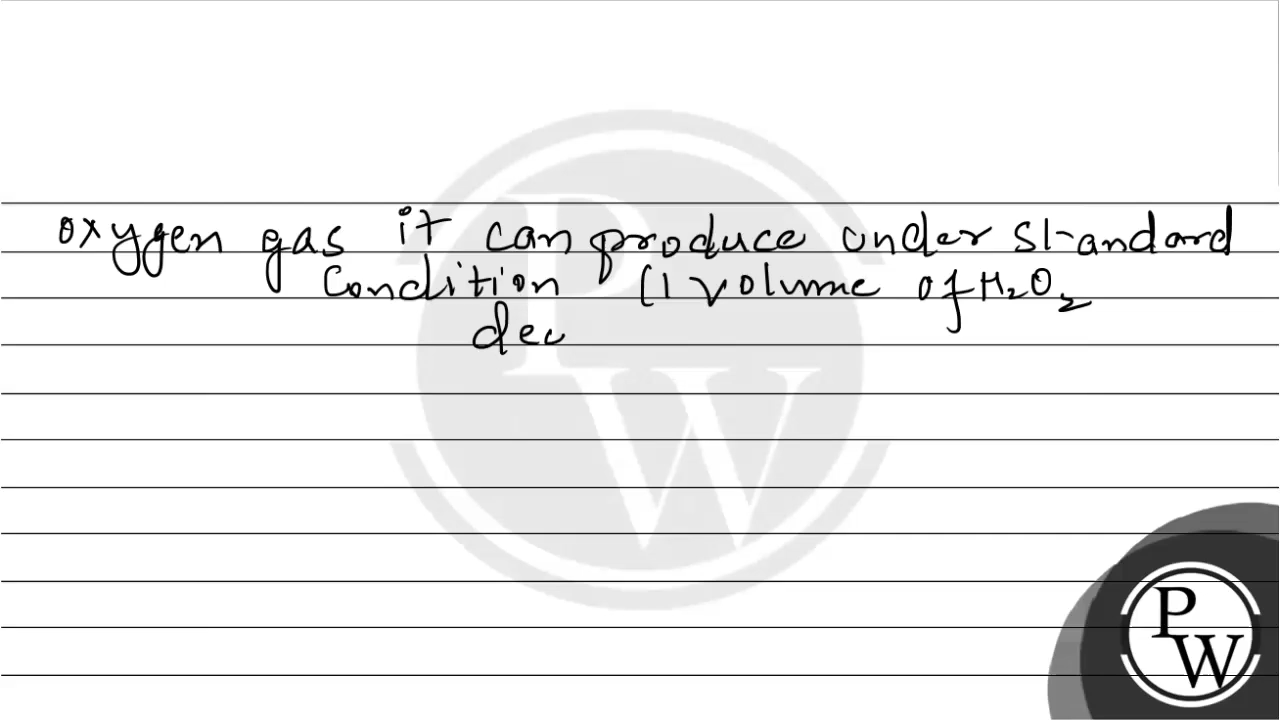 oxygen gas it can produce under standard
Condition (1 volume of H₂O₂
dec
P
W
P
W